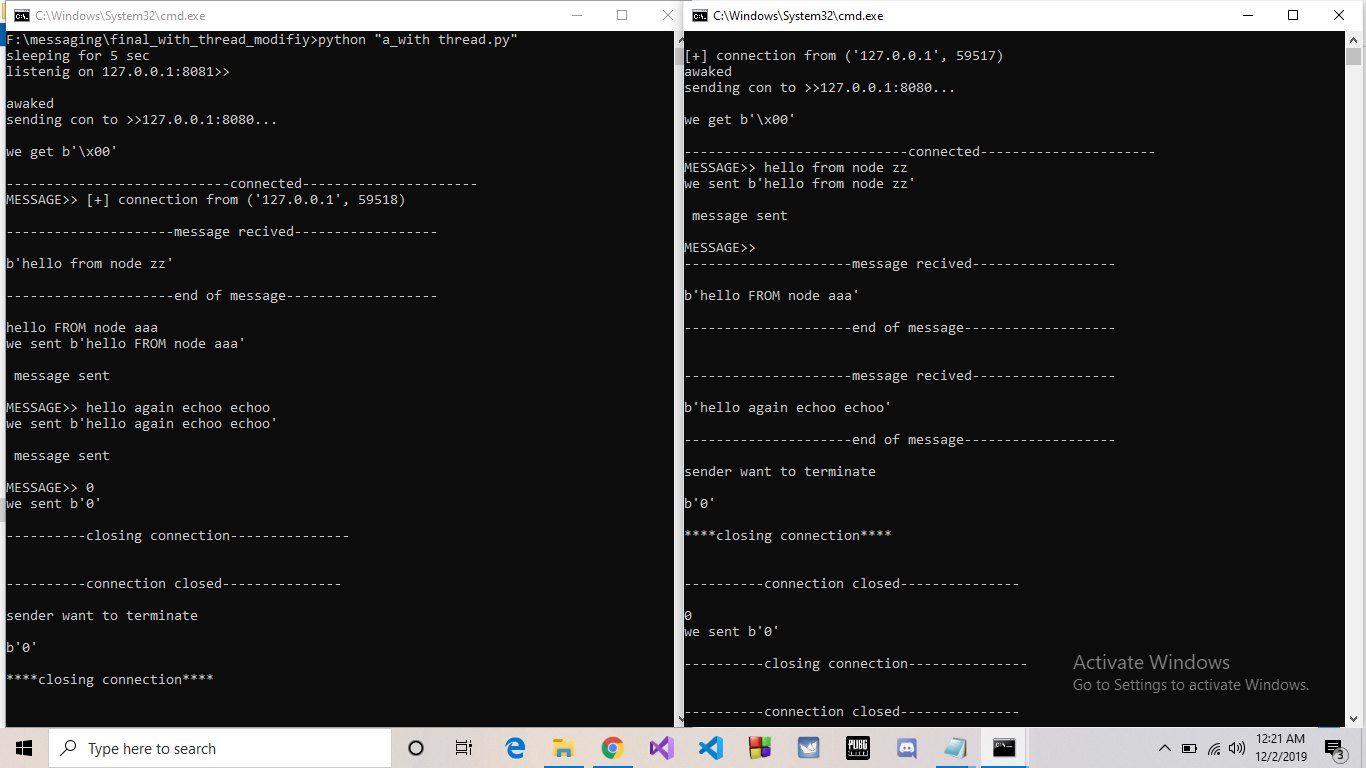 C:\Windows\System32\cmd.exe
F:\messaging\final_with_thread_modifiy>python "a_with thread.py"
sleeping for 5 sec
listenig on 127.0.0.1:8081>>
awaked
sending con to >>127.0.0.1:8080...
we get b'\x00'
----------------------------connected----------------------
MESSAGE>> [+] connection from ('127.0.0.1', 59518)
---------------------message recived------------------
b'hello from node zz'
---------------------end of message-------------------
hello FROM node aaa
we sent b'hello FROM node aaa'
message sent
MESSAGE>> hello again echoo echoo
we sent b'hello again echoo echoo'
message sent
MESSAGE>> 0
we sent b'0'
----------closing connection---------------
----------connection closed---------------
sender want to terminate
b'0'
****closing connection****
C:\Windows\System32\cmd.exe
[+] connection from ('127.0.0.1', 59517)
awaked
sending con to >>127.0.0.1:8080...
we get b'\x00'
----------------------------connected----------------------
MESSAGE>> hello from node zz
we sent b'hello from node zz'
message sent
MESSAGE>>
---------------------message recived------------------
b'hello FROM node aaa'
---------------------end of message-------------------
---------------------message recived------------------
b'hello again echoo echoo'
---------------------end of message-------------------
sender want to terminate
b'0'
****closing connection****
----------connection closed---------------
0
we sent b'0'
----------closing connection---------------
----------connection closed---------------
Activate Windows
Go to Settings to activate Windows.
Type here to search
PUBG
12:21 AM
12/2/2019
3